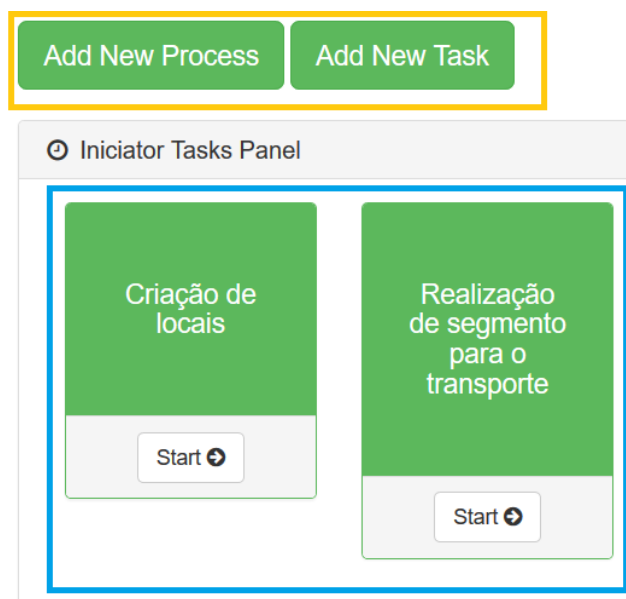 Add New Process Add New Task
Iniciator Tasks Panel
Criação de
locais
Start
Realização
de segmento
para o
transporte
Start